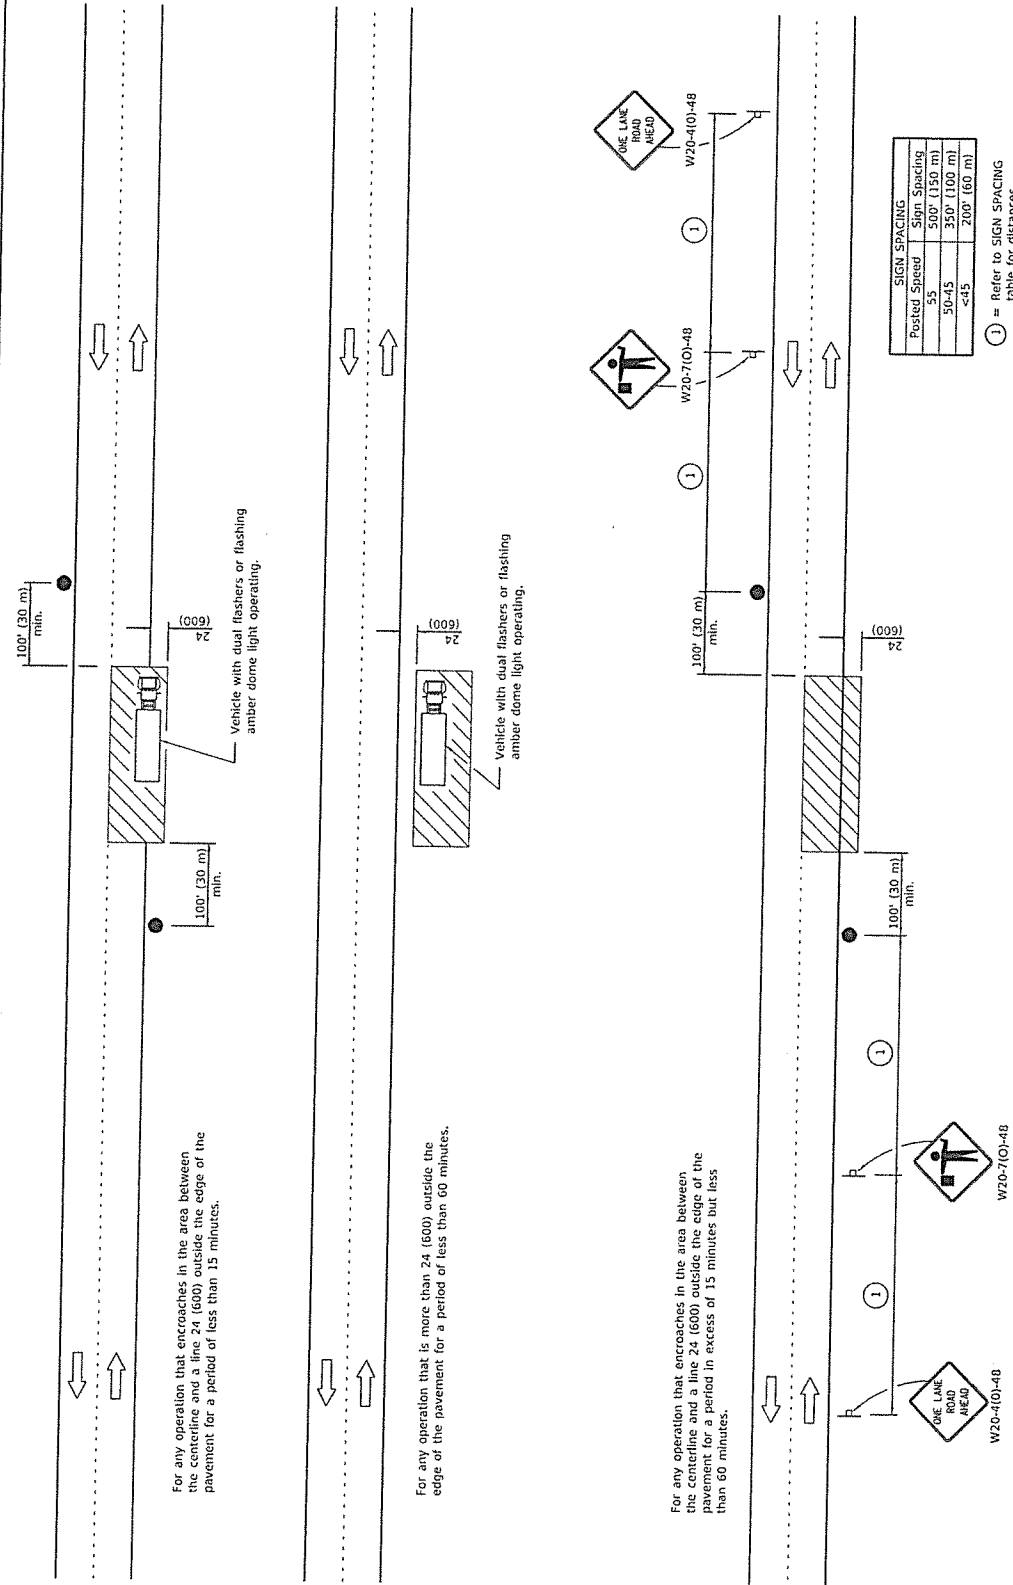 100' (30 m)
min.
24
(600)
100' (30 m)
min.
Vehicle with dual flashers or flashing
amber dome light operating.
For any operation that encroaches in the area between
the centerline and a line 24 (600) outside the edge of the
pavement for a period of less than 15 minutes.
24
(600)
Vehicle with dual flashers or flashing
amber dome light operating.
For any operation that is more than 24 (600) outside the
edge of the pavement for a period of less than 60 minutes.
ONE LANE
ROAD
AHEAD
W20-4(O)-48
W20-7(O)-48
1
1
100' (30 m)
min.
24
(600)
100' (30 m)
min.
1
1
For any operation that encroaches in the area between
the centerline and a line 24 (600) outside the edge of the
pavement for a period in excess of 15 minutes but less
than 60 minutes.
W20-7(O)-48
ONE LANE
ROAD
AHEAD
W20-4(O)-48
SIGN SPACING
Posted Speed Sign Spacing
55 500' (150 m)
50-45 350' (100 m)
<45 200' (60 m)
1 = Refer to SIGN SPACING
table for distances